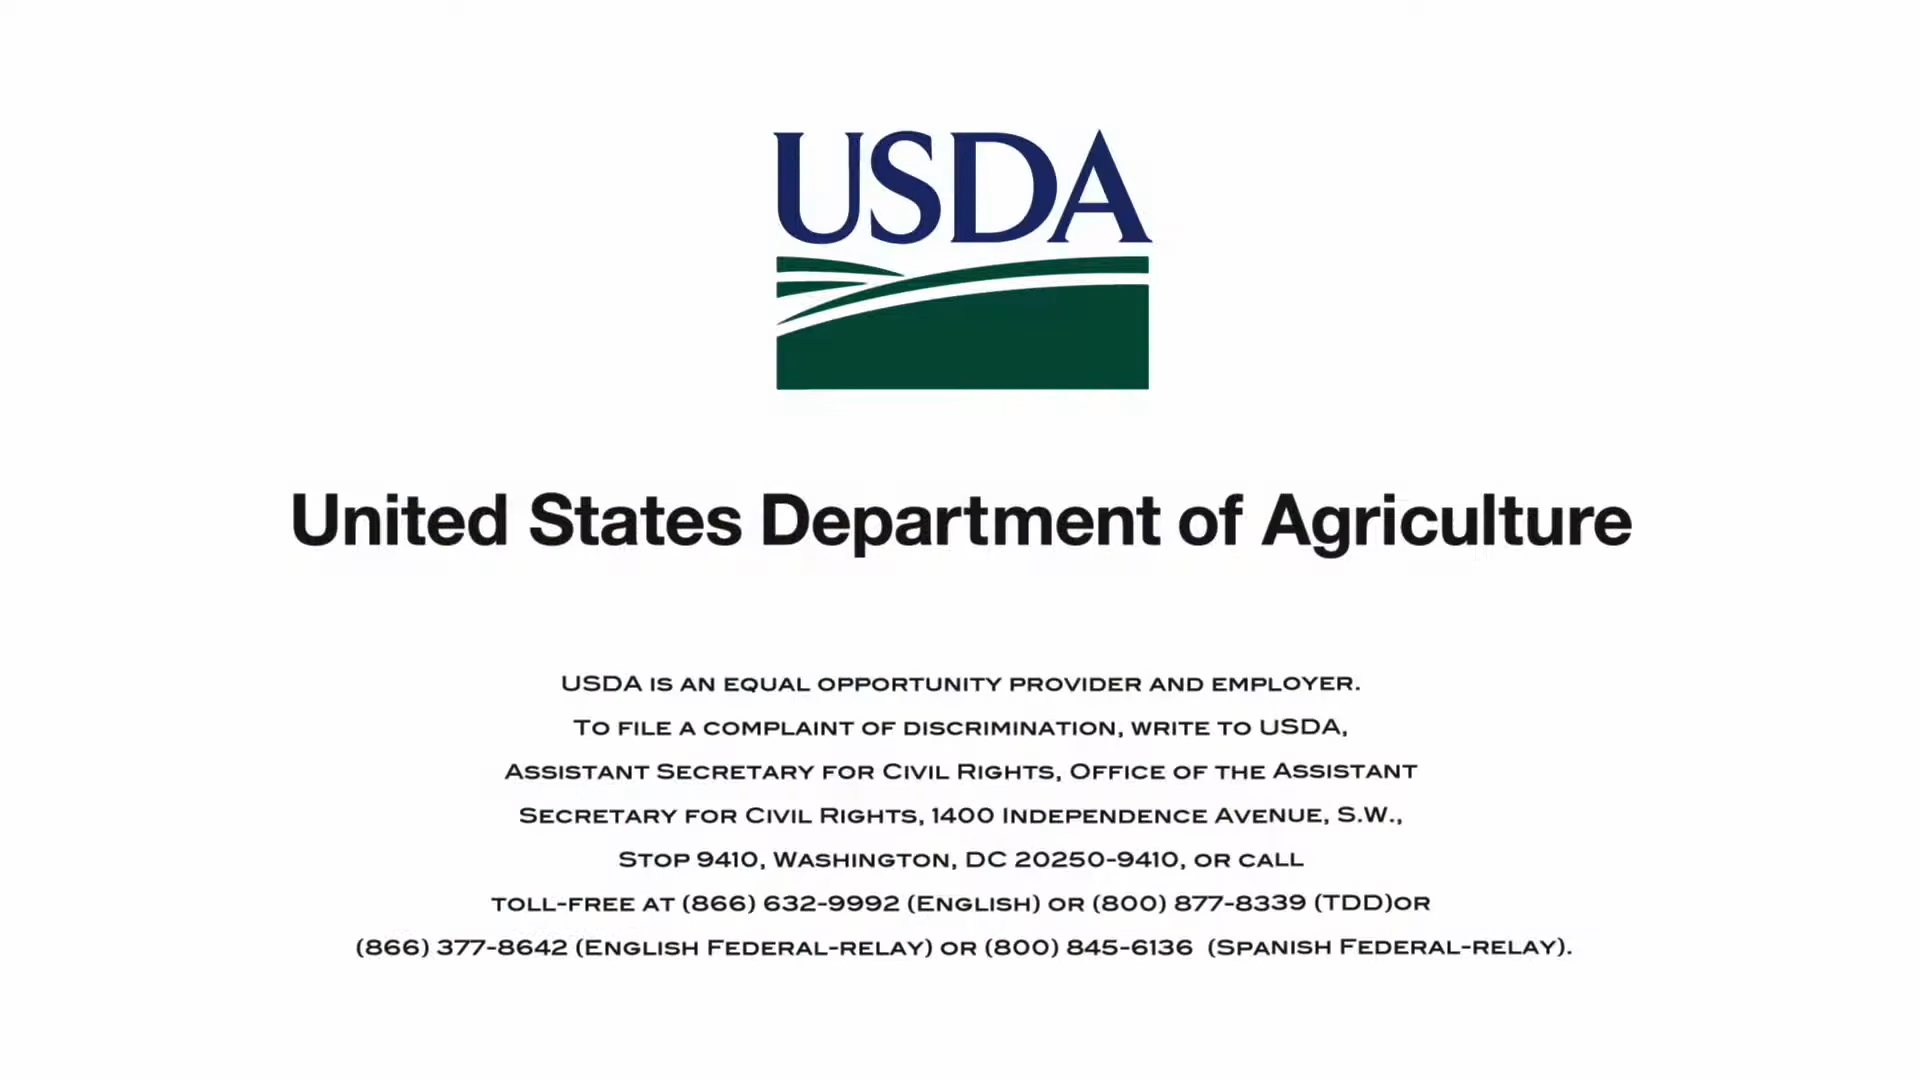 USDA
United States Department of Agriculture
USDA is an equal opportunity provider and employer.
To file a complaint of discrimination, write to USDA,
Assistant Secretary for Civil Rights, Office of the Assistant
Secretary for Civil Rights, 1400 Independence Avenue, S.W.,
Stop 9410, Washington, DC 20250-9410, or call
toll-free at (866) 632-9992 (English) or (800) 877-8339 (TDD)or
(866) 377-8642 (English Federal-relay) or (800) 845-6136 (Spanish Federal-relay).